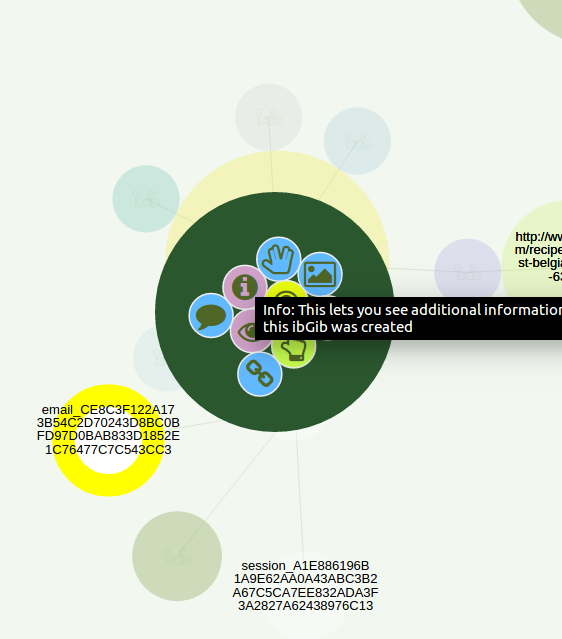 http://ww
m/recipe
st-belgia
-63
Info: This lets you see additional information
this ibGib was created
email_CE8C3F122A17
3B54C2D70243D8BC0B
FD97D0BAB833D1852E
1C76477C7C543CC3
session_A1E886196B
1A9E62AA0A43ABC3B2
A67C5CA7EE832ADA3F
3A2827A62438976C13